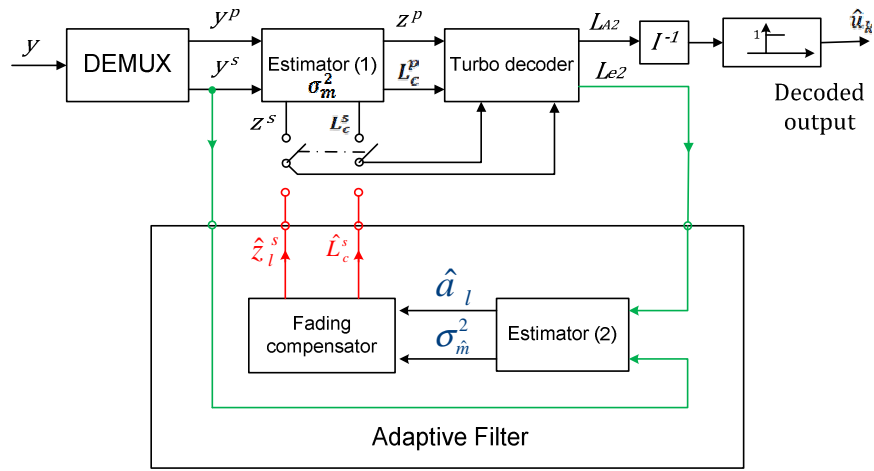 y
DEMUX
y^p
y^s
Estimator (1)
σ_m^2
z^p
L_c^p
Turbo decoder
L_A2
L_e2
I^-1
1
û_k
Decoded
output
z^s
L_c^s
ẑ_l^s
L̂_c^s
Fading
compensator
â_l
σ_m̂^2
Estimator (2)
Adaptive Filter